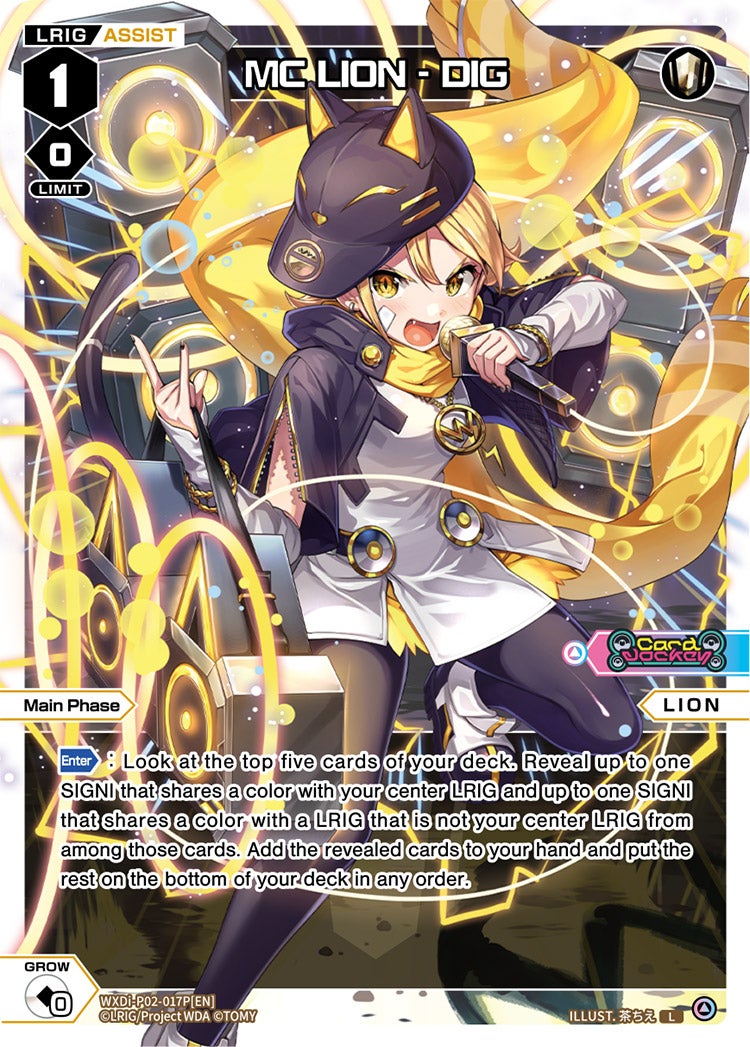 LRIG ASSIST
1
MC LION - DIG
0
LIMIT
W
Card
Jockey
Main Phase
LION
Enter : Look at the top five cards of your deck. Reveal up to one
SIGNI that shares a color with your center LRIG and up to one SIGNI
that shares a color with a LRIG that is not your center LRIG from
among those cards. Add the revealed cards to your hand and put the
rest on the bottom of your deck in any order.
GROW
0
WXDi-P02-017P[EN]
©LRIG/Project WDA ©TOMY
ILLUST. 茶ちえ L